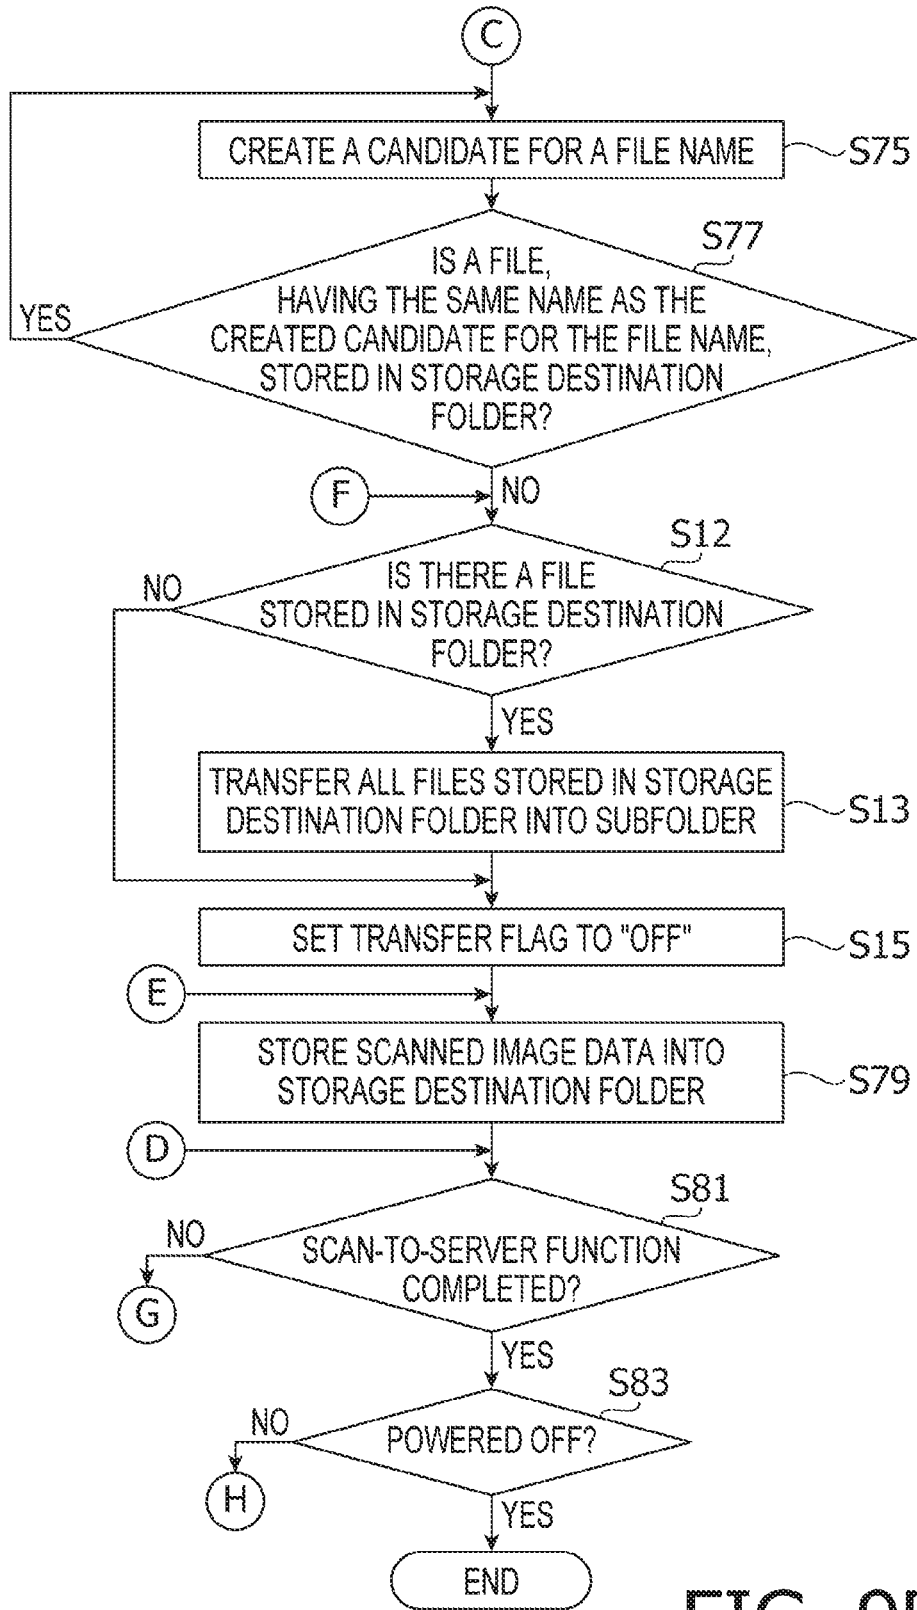 C
CREATE A CANDIDATE FOR A FILE NAME
S75
S77
IS A FILE,
HAVING THE SAME NAME AS THE
CREATED CANDIDATE FOR THE FILE NAME,
STORED IN STORAGE DESTINATION
FOLDER?
YES
F
NO
S12
IS THERE A FILE
STORED IN STORAGE DESTINATION
FOLDER?
NO
YES
TRANSFER ALL FILES STORED IN STORAGE
DESTINATION FOLDER INTO SUBFOLDER
S13
SET TRANSFER FLAG TO "OFF"
S15
E
STORE SCANNED IMAGE DATA INTO
STORAGE DESTINATION FOLDER
S79
D
S81
SCAN-TO-SERVER FUNCTION
COMPLETED?
NO
G
YES
S83
POWERED OFF?
NO
H
YES
END